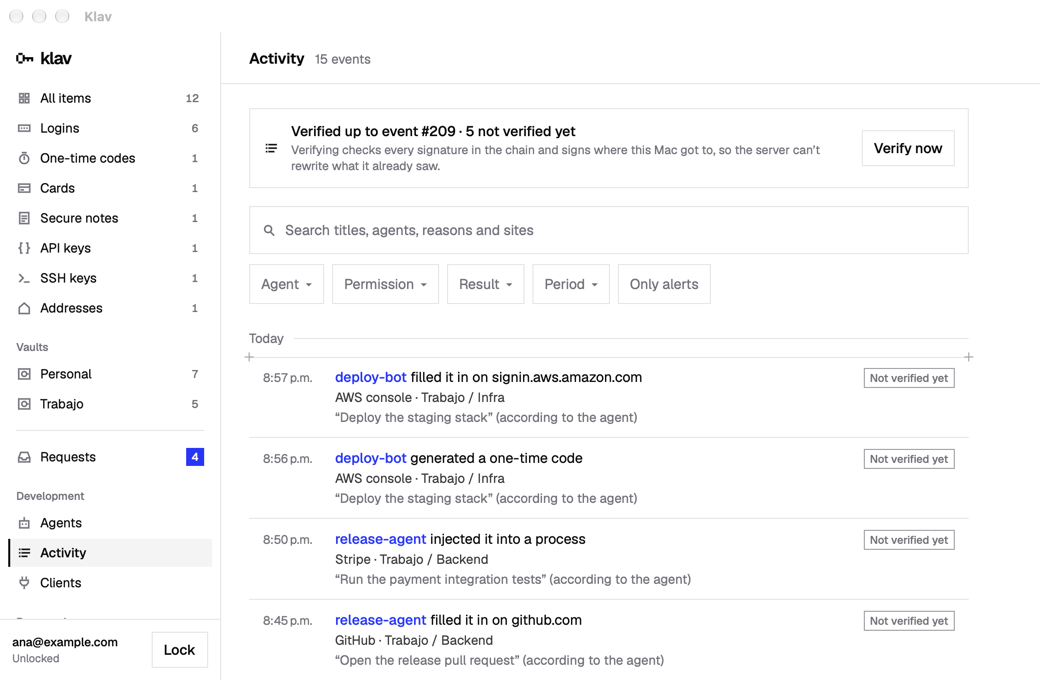 Klav
klav
All items 12
Logins 6
One-time codes 1
Cards 1
Secure notes 1
API keys 1
SSH keys 1
Addresses 1
Vaults
Personal 7
Trabajo 5
Requests 4
Development
Agents
Activity
Clients
ana@example.com
Unlocked
Lock
Activity 15 events
Verified up to event #209 · 5 not verified yet
Verifying checks every signature in the chain and signs where this Mac got to, so the server can't
rewrite what it already saw.
Verify now
Search titles, agents, reasons and sites
Agent Permission Result Period Only alerts
Today
8:57 p.m. deploy-bot filled it in on signin.aws.amazon.com Not verified yet
AWS console · Trabajo / Infra
“Deploy the staging stack” (according to the agent)
8:56 p.m. deploy-bot generated a one-time code Not verified yet
AWS console · Trabajo / Infra
“Deploy the staging stack” (according to the agent)
8:50 p.m. release-agent injected it into a process Not verified yet
Stripe · Trabajo / Backend
“Run the payment integration tests” (according to the agent)
8:45 p.m. release-agent filled it in on github.com Not verified yet
GitHub · Trabajo / Backend
“Open the release pull request” (according to the agent)